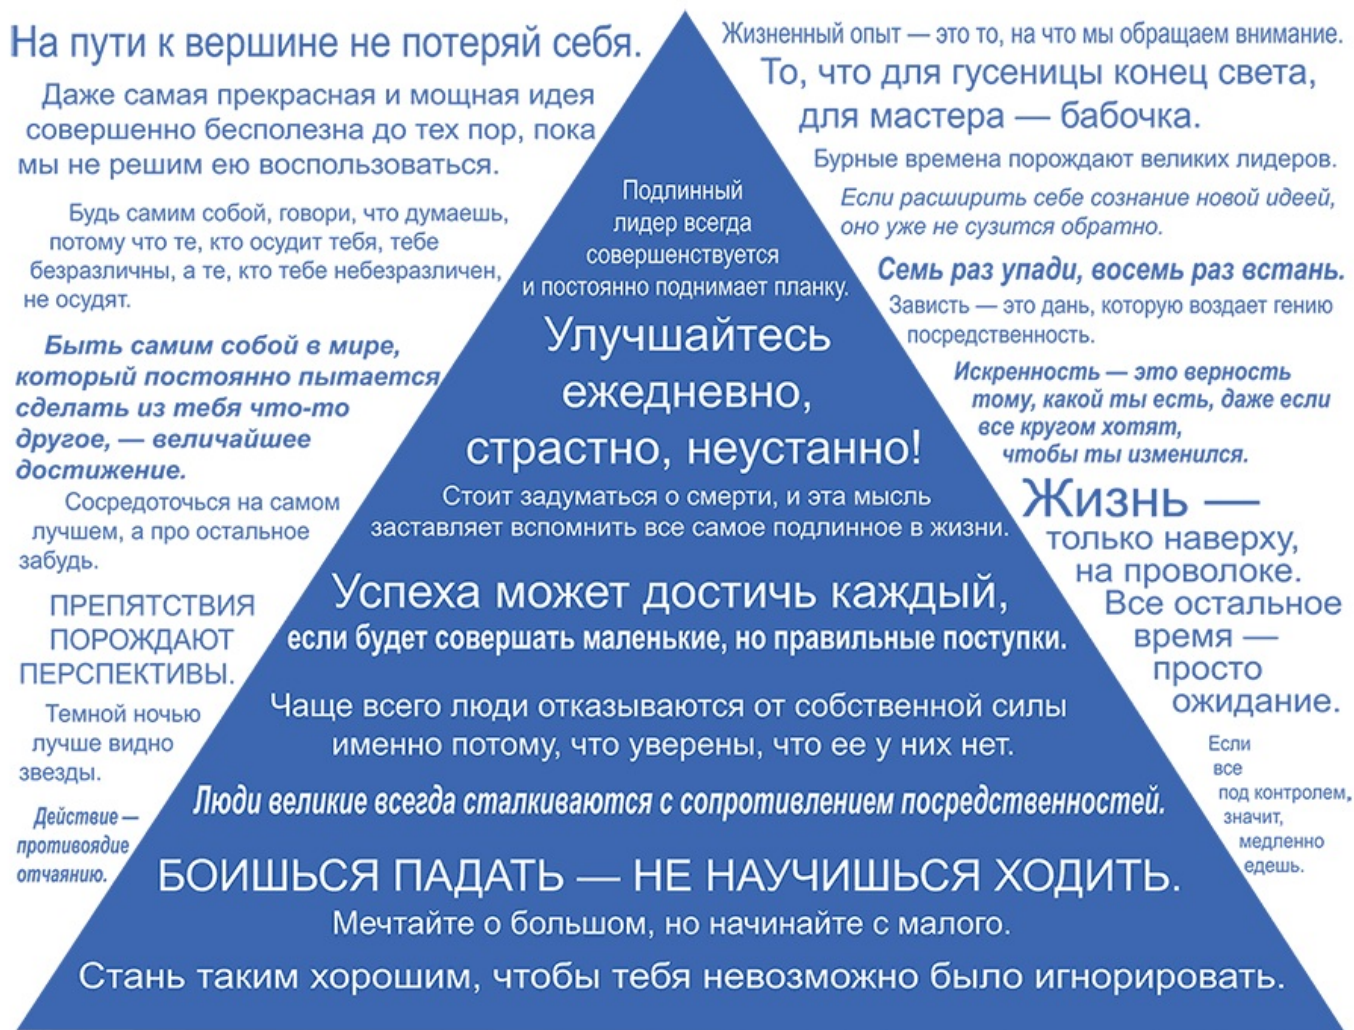 На пути к вершине не потеряй себя.
Даже самая прекрасная и мощная идея
совершенно бесполезна до тех пор, пока
мы не решим ею воспользоваться.
Будь самим собой, говори, что думаешь,
потому что те, кто осудит тебя, тебе
безразличны, а те, кто тебе небезразличен,
не осудят.
Быть самим собой в мире,
который постоянно пытается
сделать из тебя что-то
другое, — величайшее
достижение.
Сосредоточься на самом
лучшем, а про остальное
забудь.
ПРЕПЯТСТВИЯ
ПОРОЖДАЮТ
ПЕРСПЕКТИВЫ.
Темной ночью
лучше видно
звезды.
Действие —
противоядие
отчаянию.
Подлинный
лидер всегда
совершенствуется
и постоянно поднимает планку.
Улучшайтесь
ежедневно,
страстно, неустанно!
Стоит задуматься о смерти, и эта мысль
заставляет вспомнить все самое подлинное в жизни.
Успеха может достичь каждый,
если будет совершать маленькие, но правильные поступки.
Чаще всего люди отказываются от собственной силы
именно потому, что уверены, что ее у них нет.
Люди великие всегда сталкиваются с сопротивлением посредственностей.
БОИШЬСЯ ПАДАТЬ — НЕ НАУЧИШЬСЯ ХОДИТЬ.
Мечтайте о большом, но начинайте с малого.
Стань таким хорошим, чтобы тебя невозможно было игнорировать.
Жизненный опыт — это то, на что мы обращаем внимание.
То, что для гусеницы конец света,
для мастера — бабочка.
Бурные времена порождают великих лидеров.
Если расширить себе сознание новой идеей,
оно уже не сузится обратно.
Семь раз упади, восемь раз встань.
Зависть — это дань, которую воздает гению
посредственность.
Искренность — это верность
тому, какой ты есть, даже если
все кругом хотят,
чтобы ты изменился.
Жизнь —
только наверху,
на проволоке.
Все остальное
время —
просто
ожидание.
Если
все
под контролем,
значит,
медленно
едешь.